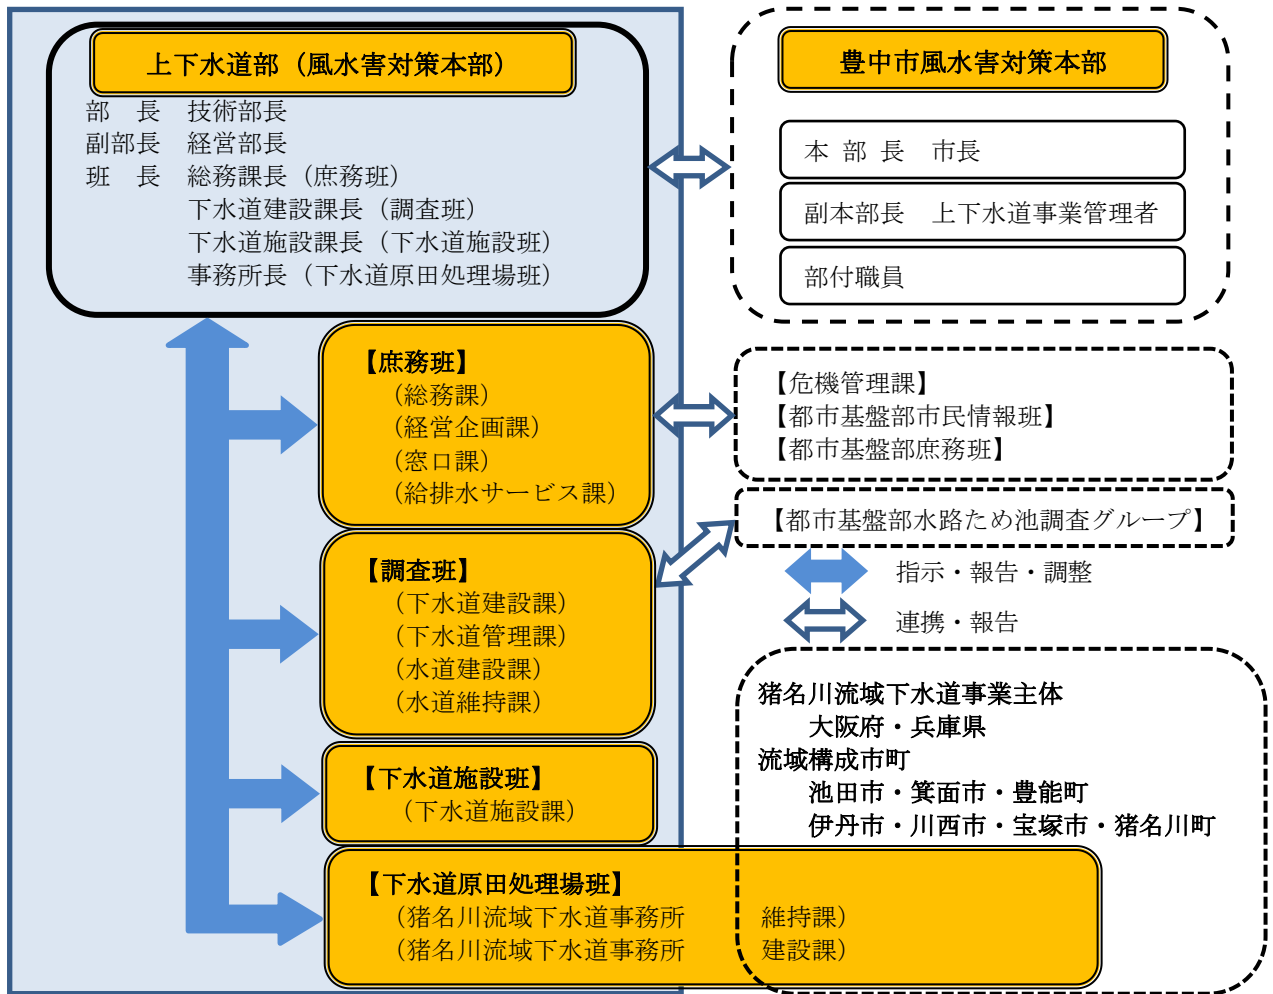 上下水道部（風水害対策本部）
部　長　技術部長
副部長　経営部長
班　長　総務課長（庶務班）
下水道建設課長（調査班）
下水道施設課長（下水道施設班）
事務所長（下水道原田処理場班）
豊中市風水害対策本部
本 部 長　市長
副本部長　上下水道事業管理者
部付職員
【庶務班】
（総務課）
（経営企画課）
（窓口課）
（給排水サービス課）
【危機管理課】
【都市基盤部市民情報班】
【都市基盤部庶務班】
【都市基盤部水路ため池調査グループ】
【調査班】
（下水道建設課）
（下水道管理課）
（水道建設課）
（水道維持課）
指示・報告・調整
連携・報告
【下水道施設班】
（下水道施設課）
猪名川流域下水道事業主体
大阪府・兵庫県
流域構成市町
池田市・箕面市・豊能町
伊丹市・川西市・宝塚市・猪名川町
【下水道原田処理場班】
（猪名川流域下水道事務所　　　維持課）
（猪名川流域下水道事務所　　　建設課）